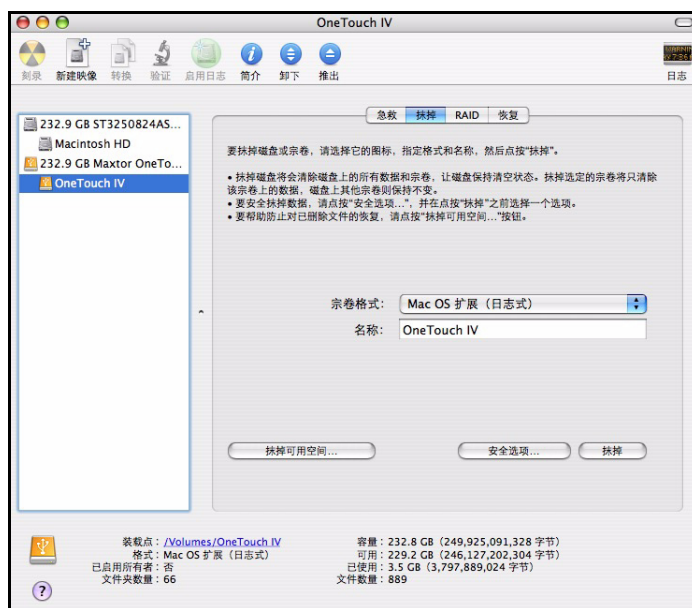 OneTouch IV
刻录 新建映像 转换 验证 启用日志 简介 卸下 推出 日志
232.9 GB ST3250824AS...
Macintosh HD
232.9 GB Maxtor OneTo...
OneTouch IV
急救 抹掉 RAID 恢复
要抹掉磁盘或宗卷，请选择它的图标，指定格式和名称，然后点按“抹掉”。
• 抹掉磁盘将会清除磁盘上的所有数据和宗卷，让磁盘保持清空状态。抹掉选定的宗卷将只清除
该宗卷上的数据，磁盘上其他宗卷则保持不变。
• 要安全抹掉数据，请点按“安全选项...”，并在点按“抹掉”之前选择一个选项。
• 要帮助防止对已删除文件的恢复，请点按“抹掉可用空间...”按钮。
宗卷格式： Mac OS 扩展（日志式）
名称： OneTouch IV
抹掉可用空间... 安全选项... 抹掉
装载点：/Volumes/OneTouch IV
格式：Mac OS 扩展（日志式）
已启用所有者：否
文件夹数量：66
容量：232.8 GB（249,925,091,328 字节）
可用：229.2 GB（246,127,202,304 字节）
已使用：3.5 GB（3,797,889,024 字节）
文件数量：889
?